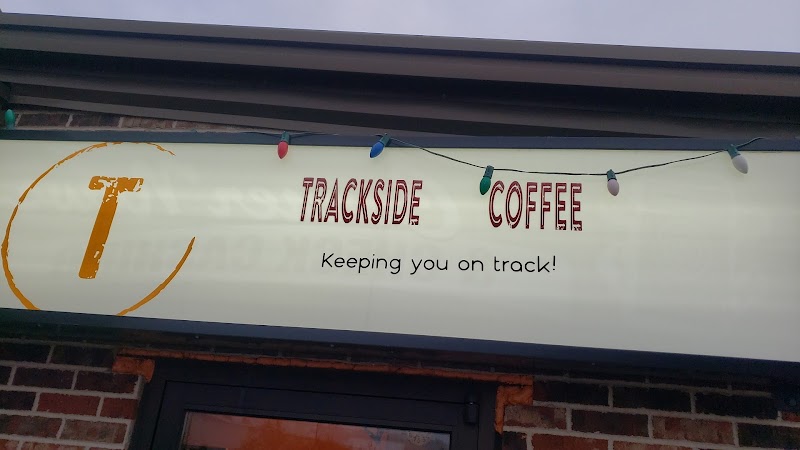 T
TRACKSIDE COFFEE
Keeping you on track!